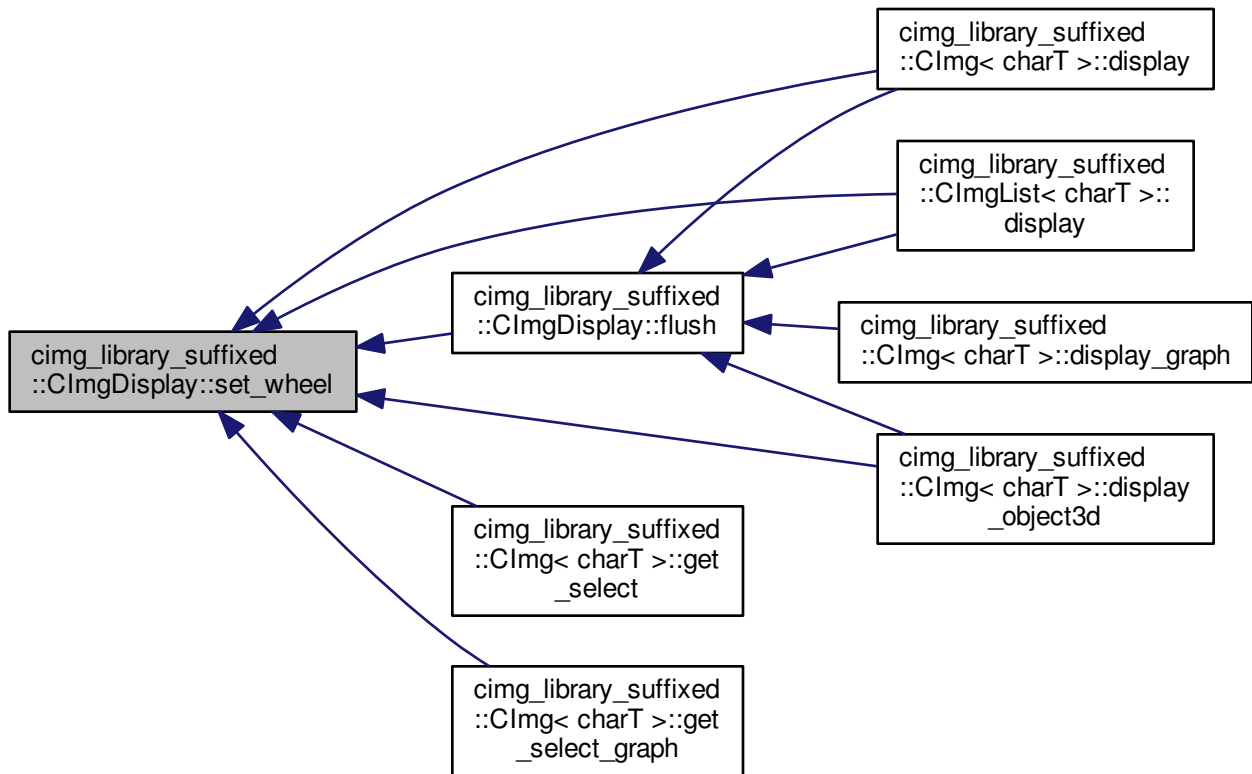 cimg_library_suffixed
::CImg< charT >::display
cimg_library_suffixed
::CImgList< charT >::
display
cimg_library_suffixed
::CImgDisplay::flush
cimg_library_suffixed
::CImg< charT >::display_graph
cimg_library_suffixed
::CImgDisplay::set_wheel
cimg_library_suffixed
::CImg< charT >::display
_object3d
cimg_library_suffixed
::CImg< charT >::get
_select
cimg_library_suffixed
::CImg< charT >::get
_select_graph